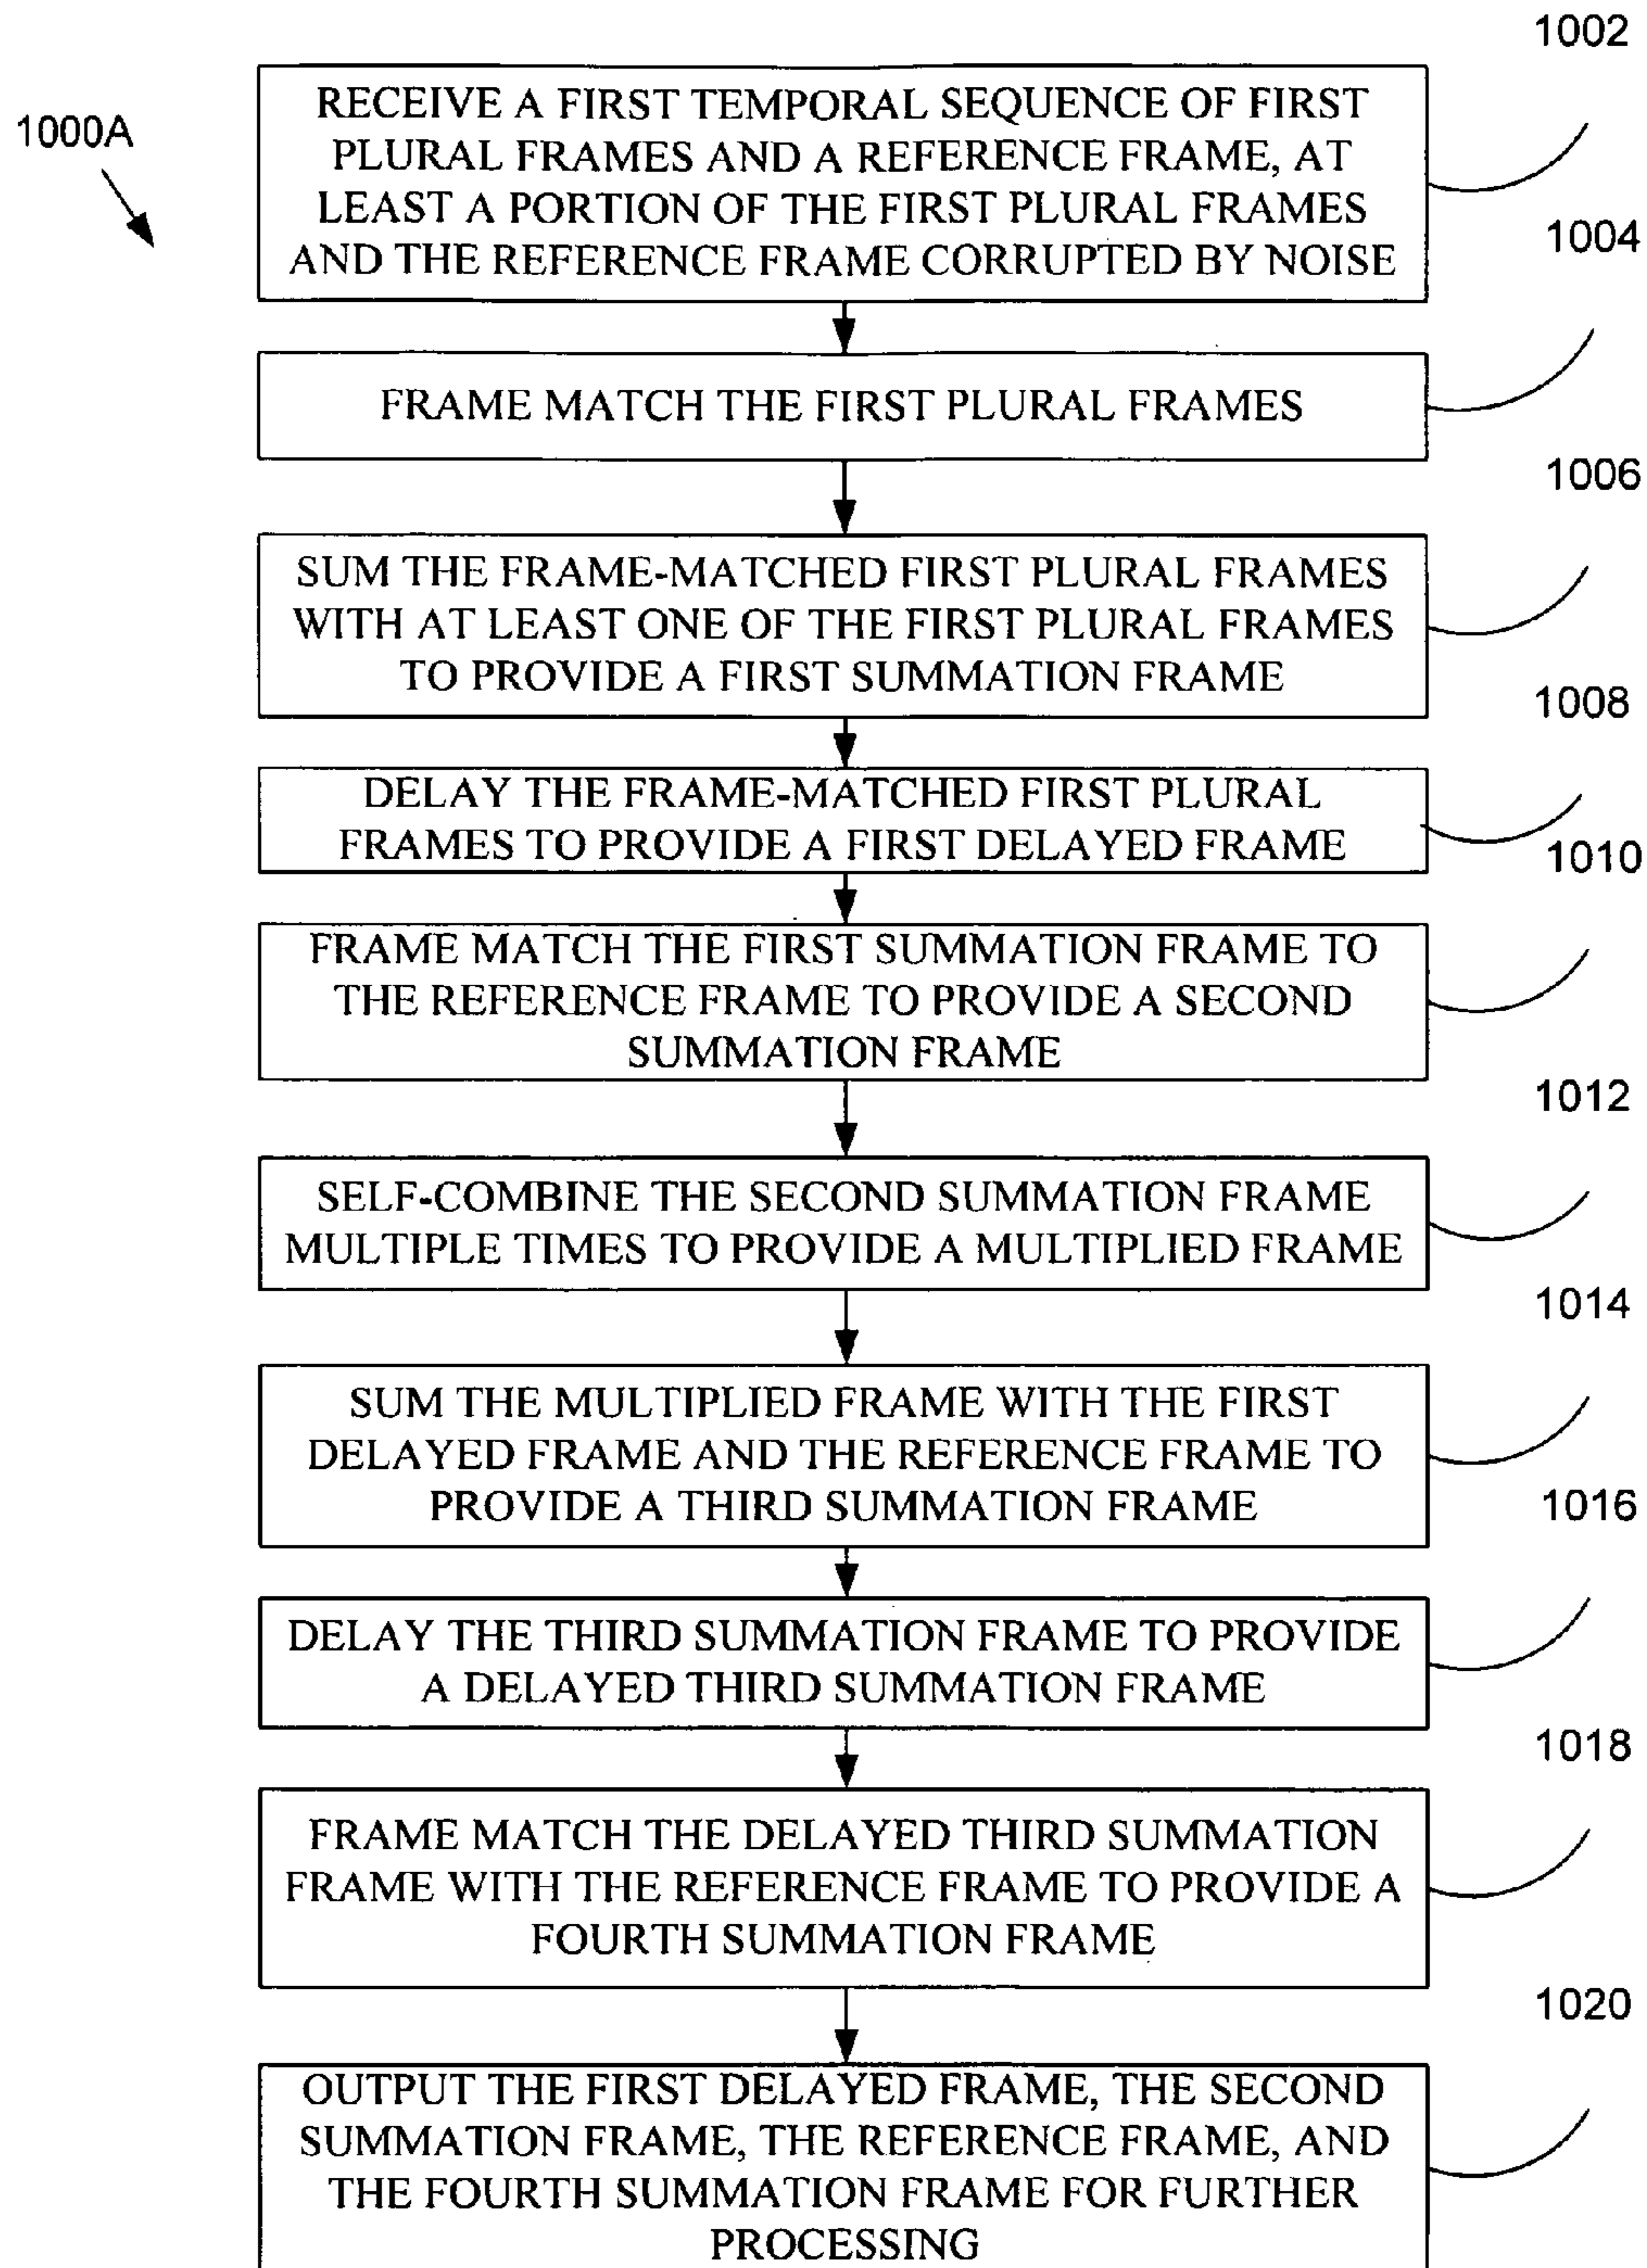 1002
RECEIVE A FIRST TEMPORAL SEQUENCE OF FIRST
PLURAL FRAMES AND A REFERENCE FRAME, AT
LEAST A PORTION OF THE FIRST PLURAL FRAMES
AND THE REFERENCE FRAME CORRUPTED BY NOISE
1000A
1004
FRAME MATCH THE FIRST PLURAL FRAMES
1006
SUM THE FRAME-MATCHED FIRST PLURAL FRAMES
WITH AT LEAST ONE OF THE FIRST PLURAL FRAMES
TO PROVIDE A FIRST SUMMATION FRAME
1008
DELAY THE FRAME-MATCHED FIRST PLURAL
FRAMES TO PROVIDE A FIRST DELAYED FRAME
1010
FRAME MATCH THE FIRST SUMMATION FRAME TO
THE REFERENCE FRAME TO PROVIDE A SECOND
SUMMATION FRAME
1012
SELF-COMBINE THE SECOND SUMMATION FRAME
MULTIPLE TIMES TO PROVIDE A MULTIPLIED FRAME
1014
SUM THE MULTIPLIED FRAME WITH THE FIRST
DELAYED FRAME AND THE REFERENCE FRAME TO
PROVIDE A THIRD SUMMATION FRAME
1016
DELAY THE THIRD SUMMATION FRAME TO PROVIDE
A DELAYED THIRD SUMMATION FRAME
1018
FRAME MATCH THE DELAYED THIRD SUMMATION
FRAME WITH THE REFERENCE FRAME TO PROVIDE A
FOURTH SUMMATION FRAME
1020
OUTPUT THE FIRST DELAYED FRAME, THE SECOND
SUMMATION FRAME, THE REFERENCE FRAME, AND
THE FOURTH SUMMATION FRAME FOR FURTHER
PROCESSING